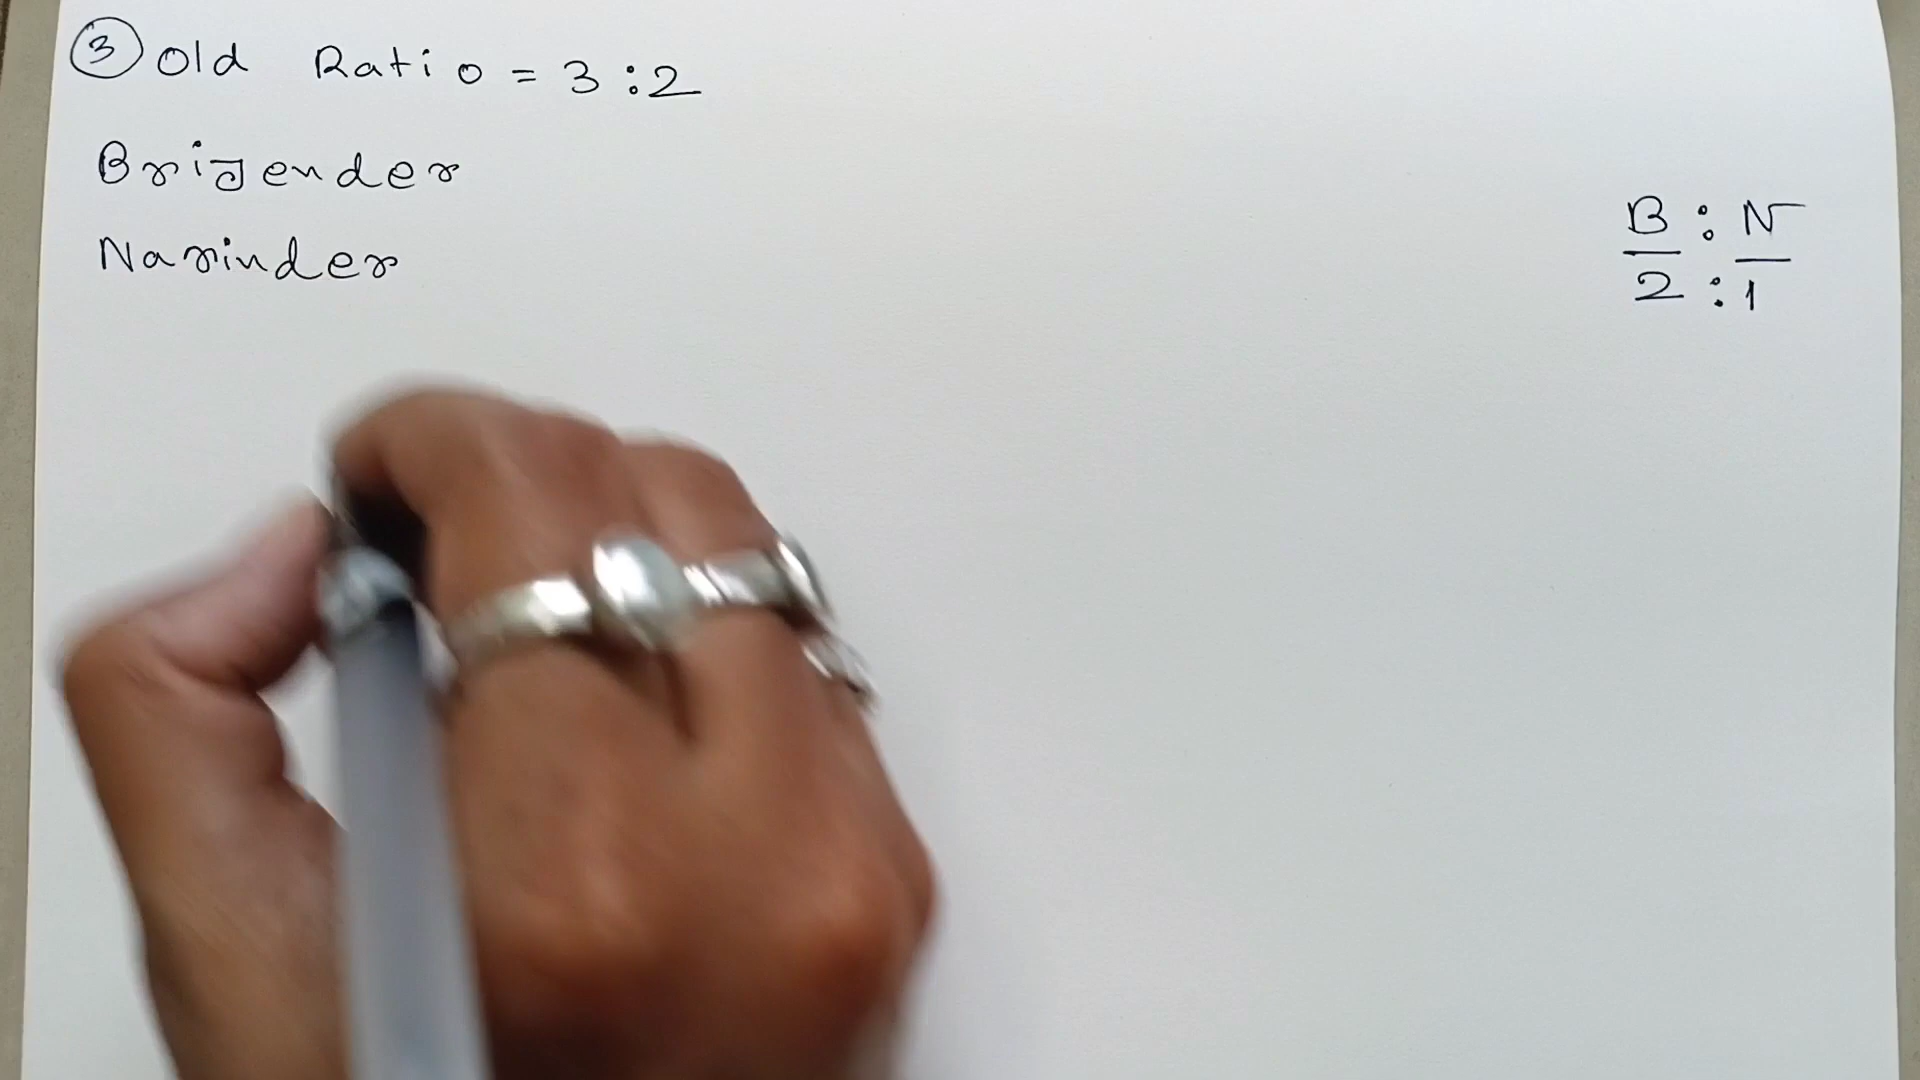 ③ Old Ratio = 3:2
Brijender
Narinder
B : N
2 : 1